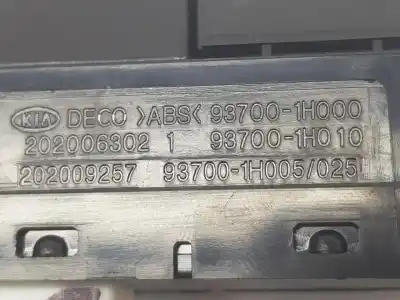 KIA DECO >ABS< 93700-1H000
202006302 1 93700-1H010
202009257 93700-1H005/025